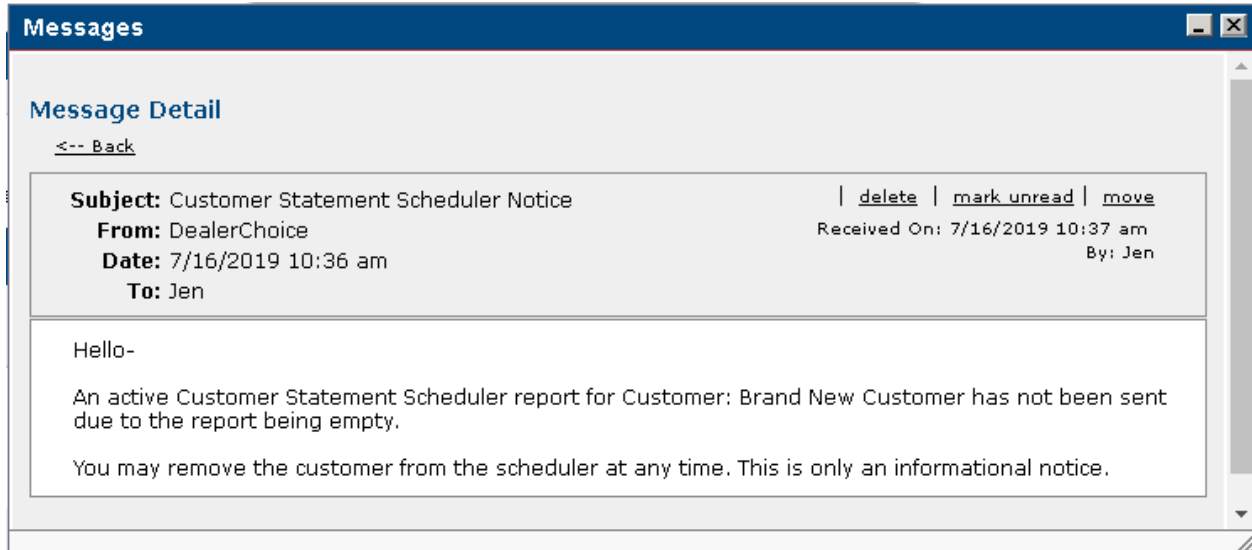 Messages
Message Detail
<-- Back
Subject: Customer Statement Scheduler Notice
| delete | mark unread | move
From: DealerChoice
Received On: 7/16/2019 10:37 am
Date: 7/16/2019 10:36 am
By: Jen
To: Jen
Hello-
An active Customer Statement Scheduler report for Customer: Brand New Customer has not been sent
due to the report being empty.
You may remove the customer from the scheduler at any time. This is only an informational notice.